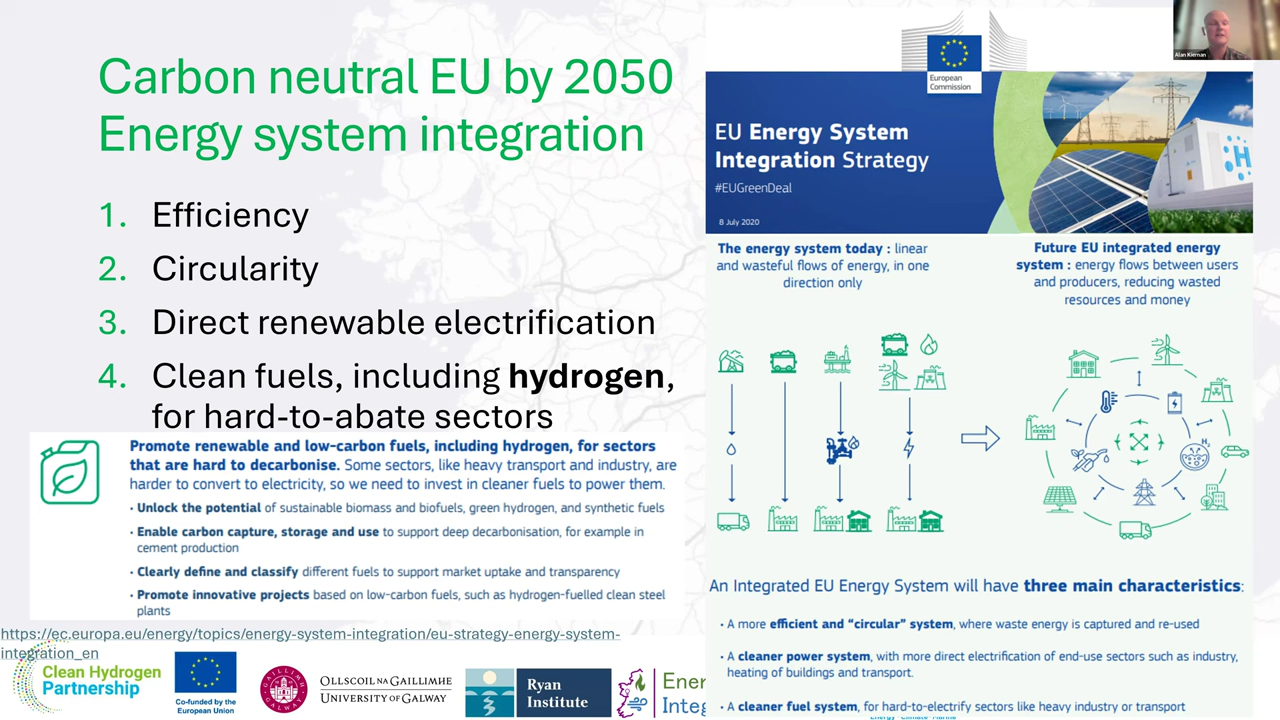 Carbon neutral EU by 2050
Energy system integration
1. Efficiency
2. Circularity
3. Direct renewable electrification
4. Clean fuels, including hydrogen,
for hard-to-abate sectors
Promote renewable and low-carbon fuels, including hydrogen, for sectors
that are hard to decarbonise. Some sectors, like heavy transport and industry, are
harder to convert to electricity, so we need to invest in cleaner fuels to power them.
• Unlock the potential of sustainable biomass and biofuels, green hydrogen, and synthetic fuels
• Enable carbon capture, storage and use to support deep decarbonisation, for example in
cement production
• Clearly define and classify different fuels to support market uptake and transparency
• Promote innovative projects based on low-carbon fuels, such as hydrogen-fuelled clean steel
plants
https://ec.europa.eu/energy/topics/energy-system-integration/eu-strategy-energy-system-
integration_en
Clean Hydrogen
Partnership
Co-funded by the
European Union
OLLSCOIL NA GAILLIMHE
UNIVERSITY OF GALWAY
Ryan
Institute
Ener
Integ
European
Commission
EU Energy System
Integration Strategy
#EUGreenDeal
8 July 2020
H
The energy system today : linear
and wasteful flows of energy, in one
direction only
Future EU integrated energy
system : energy flows between users
and producers, reducing wasted
resources and money
H2
An Integrated EU Energy System will have three main characteristics:
• A more efficient and “circular” system, where waste energy is captured and re-used
• A cleaner power system, with more direct electrification of end-use sectors such as industry,
heating of buildings and transport.
• A cleaner fuel system, for hard-to-electrify sectors like heavy industry or transport
Alan Kiernan